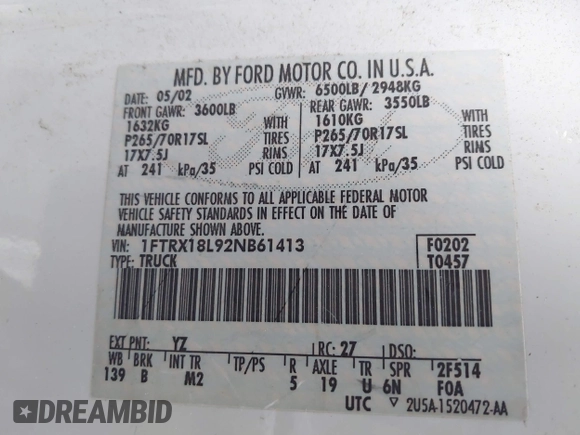 MFD. BY FORD MOTOR CO. IN U.S.A.
DATE: 05/02 GVWR: 6500LB/ 2948KG
FRONT GAWR: 3600LB REAR GAWR: 3550LB
1632KG WITH 1610KG WITH
P265/70R17SL TIRES P265/70R17SL TIRES
17X7.5J RIMS 17X7.5J RIMS
AT 241 kPa/35 PSI COLD AT 241 kPa/35 PSI COLD
THIS VEHICLE CONFORMS TO ALL APPLICABLE FEDERAL MOTOR
VEHICLE SAFETY STANDARDS IN EFFECT ON THE DATE OF
MANUFACTURE SHOWN ABOVE.
VIN: 1FTRX18L92NB61413 F0202
TYPE: TRUCK T0457
EXT PNT: YZ RC: 27 DSO:
WB BRK INT TR TP/PS R AXLE TR SPR 2F514
139 B M2 5 19 U 6N F0A
UTC ▽ 2U5A-1520472-AA
AUTOBIDMASTER